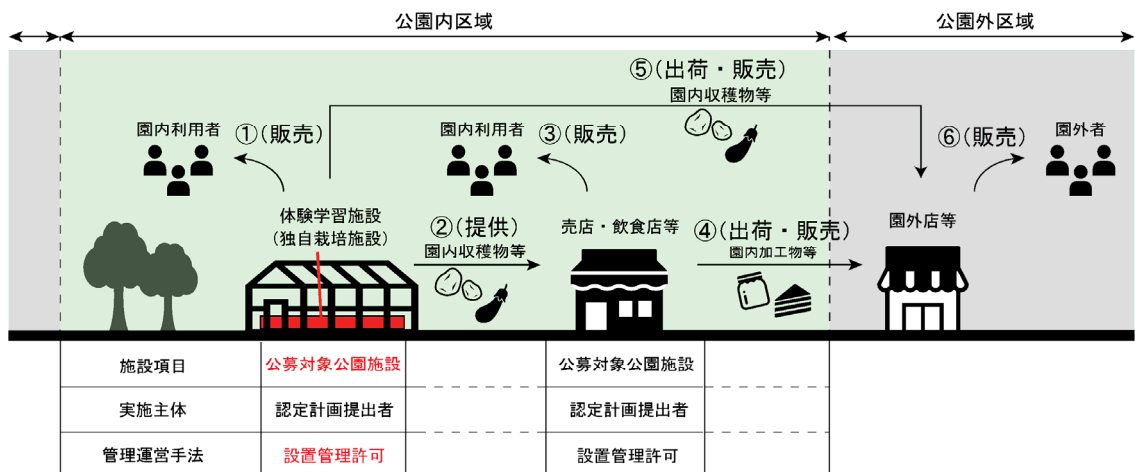 公園内区域
公園外区域
⑤(出荷・販売)
園内収穫物等
園内利用者
①(販売)
園内利用者
③(販売)
⑥(販売)
園外者
体験学習施設
(独自栽培施設)
②(提供)
園内収穫物等
売店・飲食店等
④(出荷・販売)
園内加工物等
園外店等
施設項目
公募対象公園施設
公募対象公園施設
実施主体
認定計画提出者
認定計画提出者
管理運営手法
設置管理許可
設置管理許可